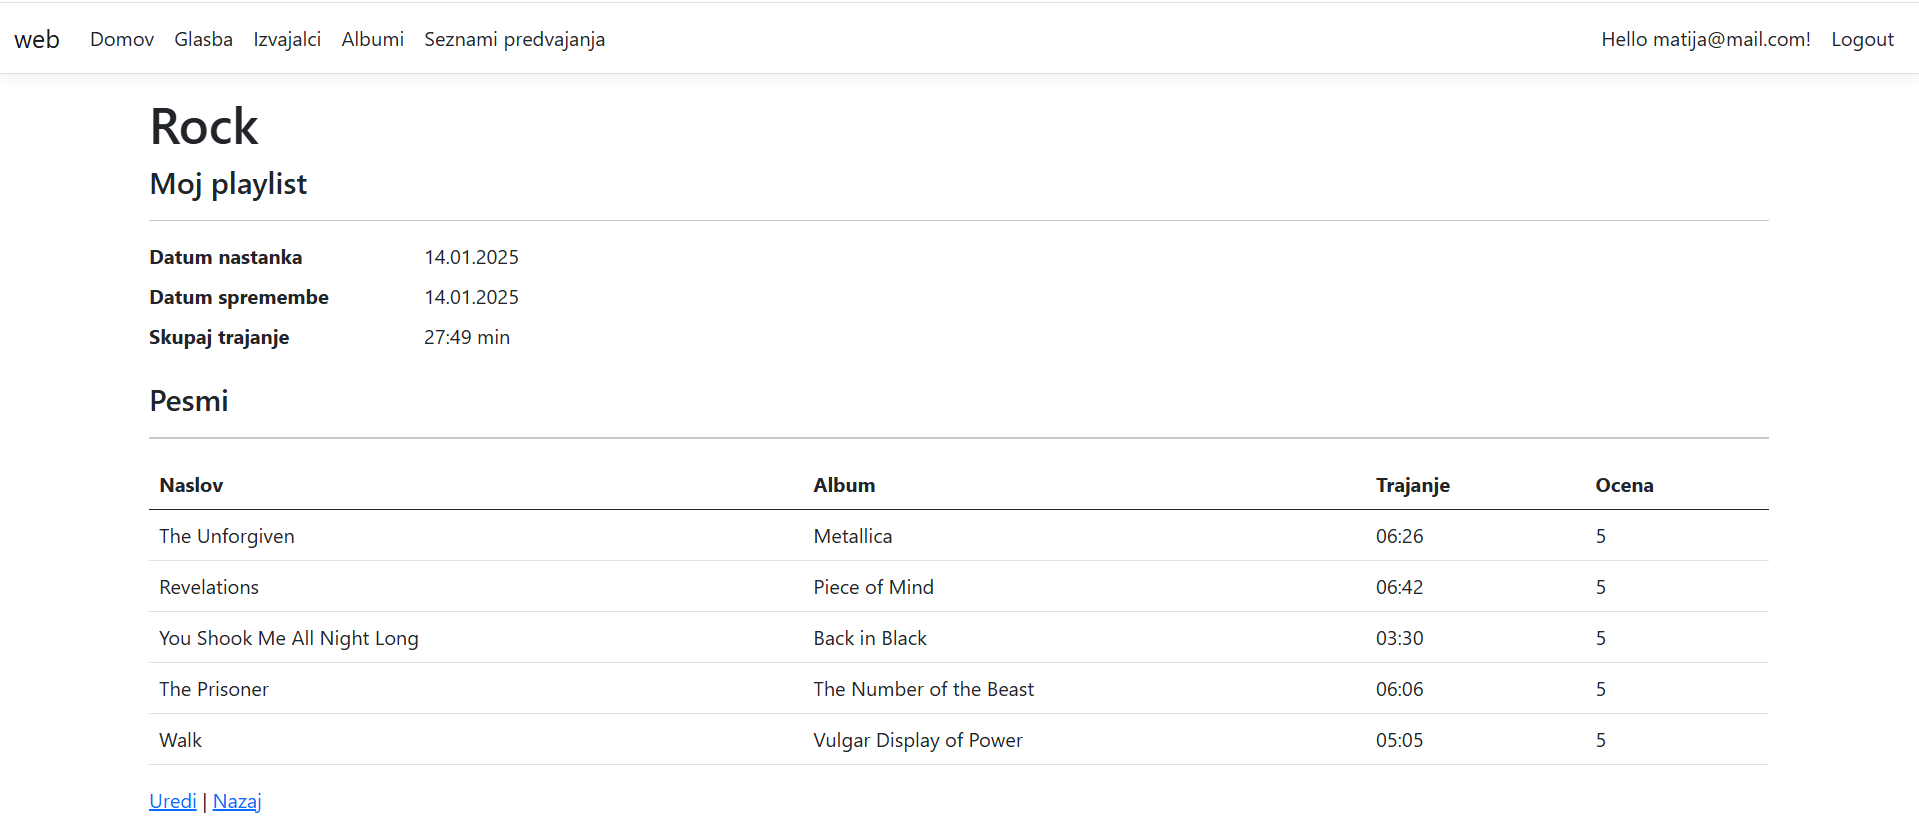 web Domov Glasba Izvajalci Albumi Seznami predvajanja Hello matija@mail.com! Logout
Rock
Moj playlist
Datum nastanka 14.01.2025
Datum spremembe 14.01.2025
Skupaj trajanje 27:49 min
Pesmi
Naslov Album Trajanje Ocena
The Unforgiven Metallica 06:26 5
Revelations Piece of Mind 06:42 5
You Shook Me All Night Long Back in Black 03:30 5
The Prisoner The Number of the Beast 06:06 5
Walk Vulgar Display of Power 05:05 5
Uredi | Nazaj